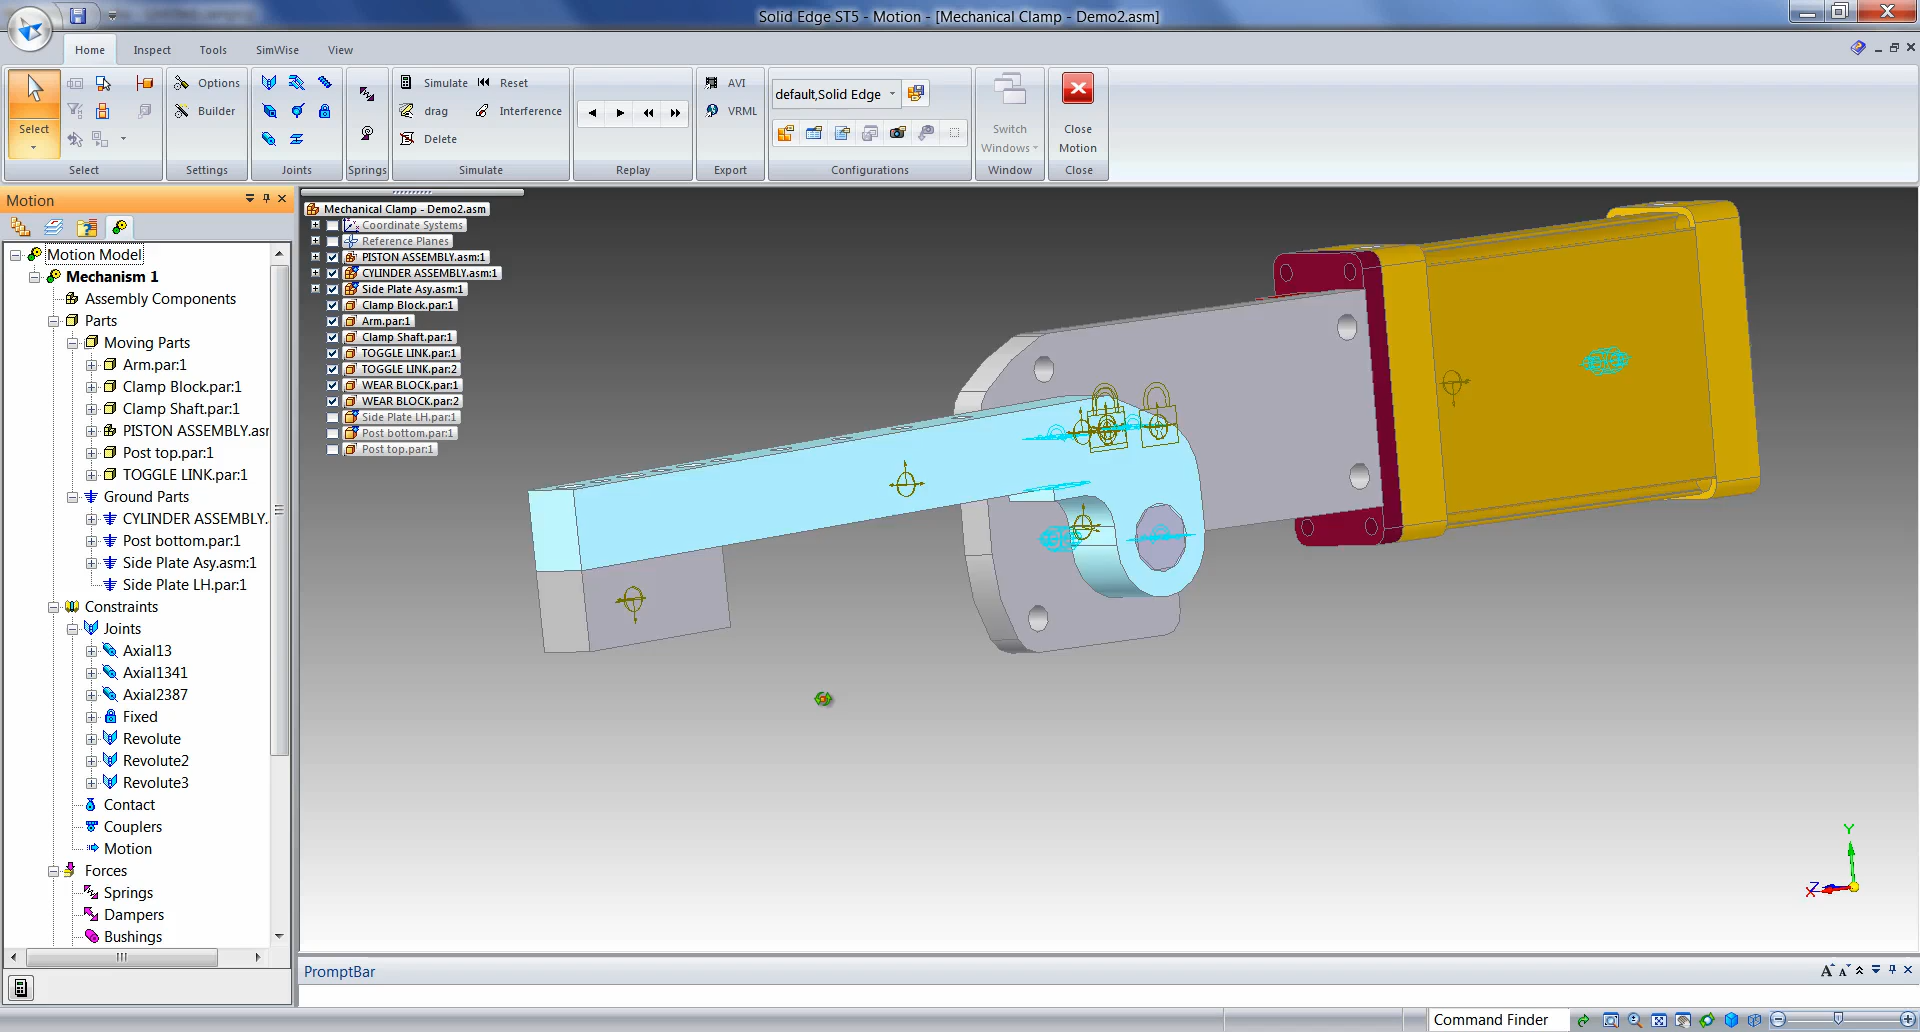 Solid Edge ST5 - Motion - [Mechanical Clamp - Demo2.asm]
Home Inspect Tools SimWise View
Select
Select
Options
Builder
Settings
Joints
Springs
Simulate Reset
drag Interference
Delete
Simulate
Replay
AVI
VRML
Export
default,Solid Edge
Configurations
Switch
Windows
Window
Close
Motion
Close
Motion
Motion Model
Mechanism 1
Assembly Components
Parts
Moving Parts
Arm.par:1
Clamp Block.par:1
Clamp Shaft.par:1
PISTON ASSEMBLY.asr
Post top.par:1
TOGGLE LINK.par:1
Ground Parts
CYLINDER ASSEMBLY.
Post bottom.par:1
Side Plate Asy.asm:1
Side Plate LH.par:1
Constraints
Joints
Axial13
Axial1341
Axial2387
Fixed
Revolute
Revolute2
Revolute3
Contact
Couplers
Motion
Forces
Springs
Dampers
Bushings
Mechanical Clamp - Demo2.asm
Coordinate Systems
Reference Planes
PISTON ASSEMBLY.asm:1
CYLINDER ASSEMBLY.asm:1
Side Plate Asy.asm:1
Clamp Block.par:1
Arm.par:1
Clamp Shaft.par:1
TOGGLE LINK.par:1
TOGGLE LINK.par:2
WEAR BLOCK.par:1
WEAR BLOCK.par:2
Side Plate LH.par:1
Post bottom.par:1
Post top.par:1
Y
Z
X
PromptBar
Command Finder